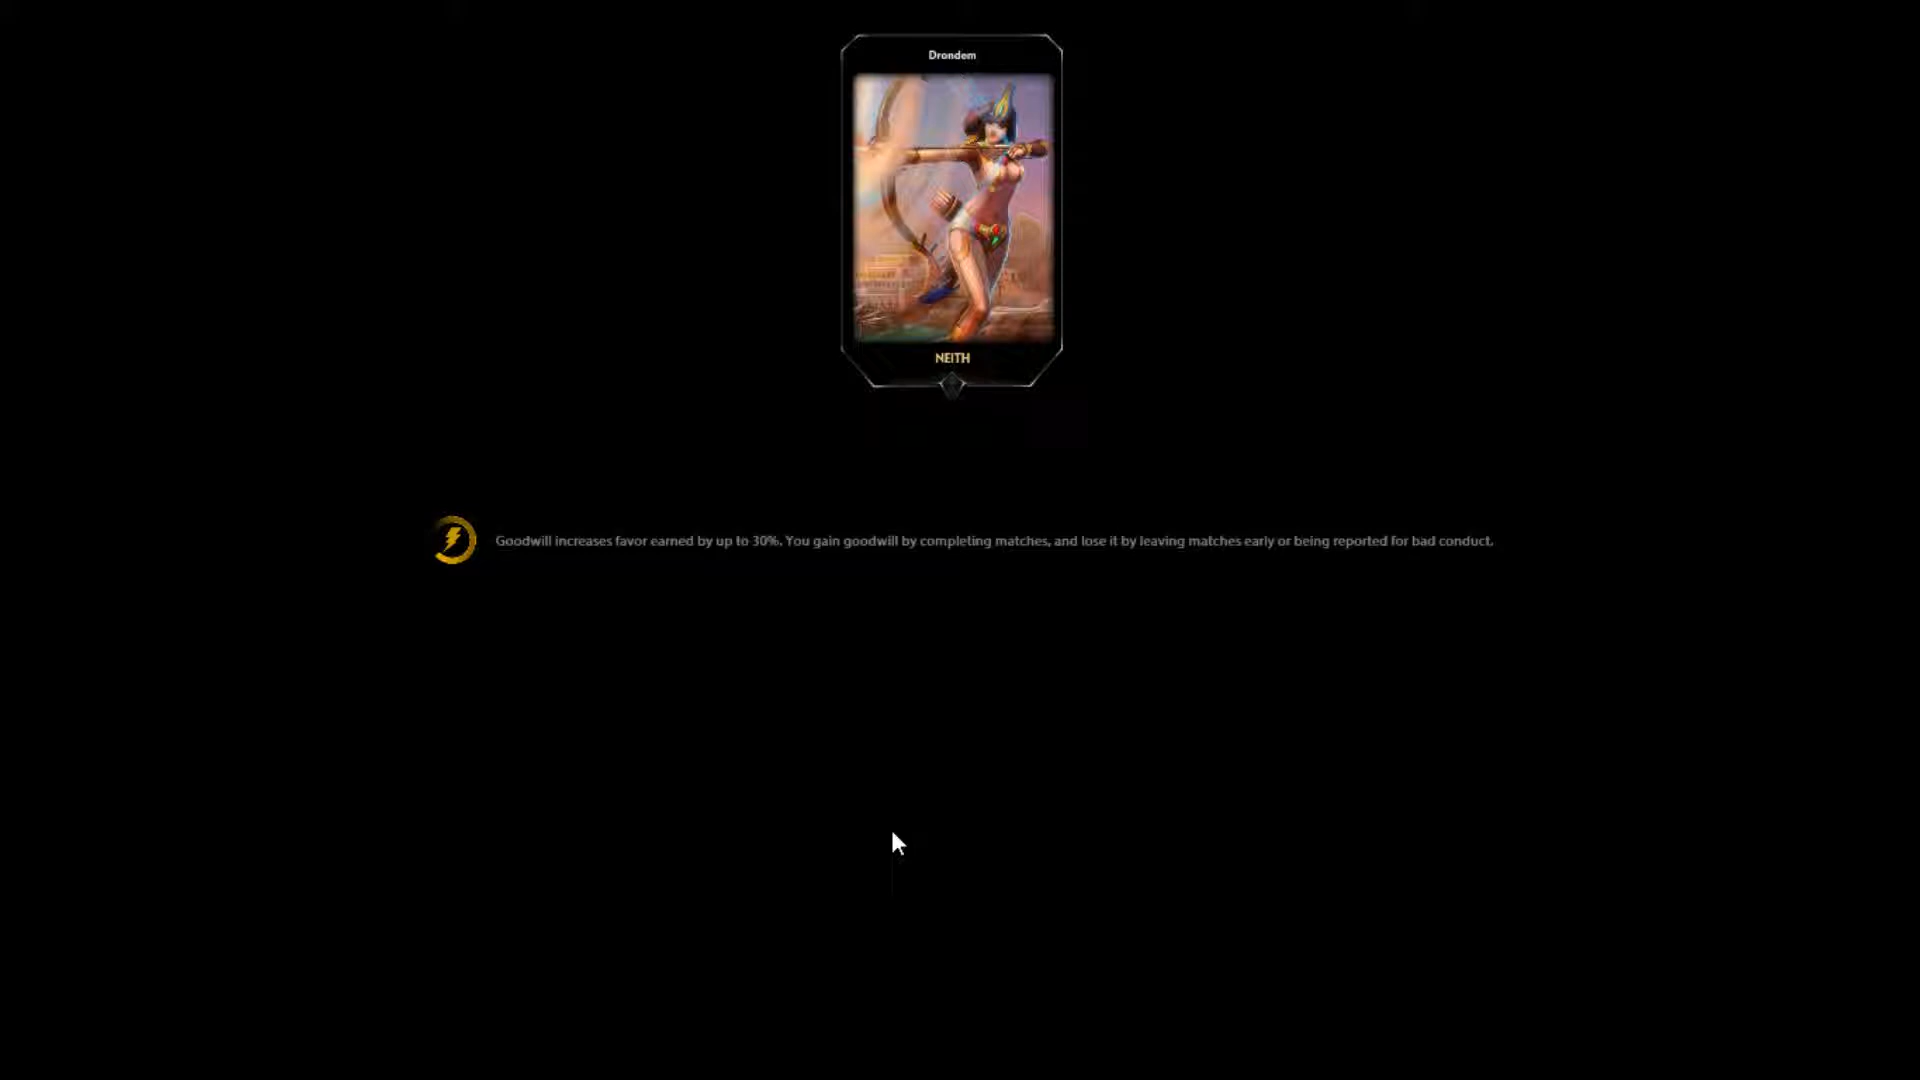 Drondem
NEITH
Goodwill increases favor earned by up to 30%. You gain goodwill by completing matches, and lose it by leaving matches early or being reported for bad conduct.